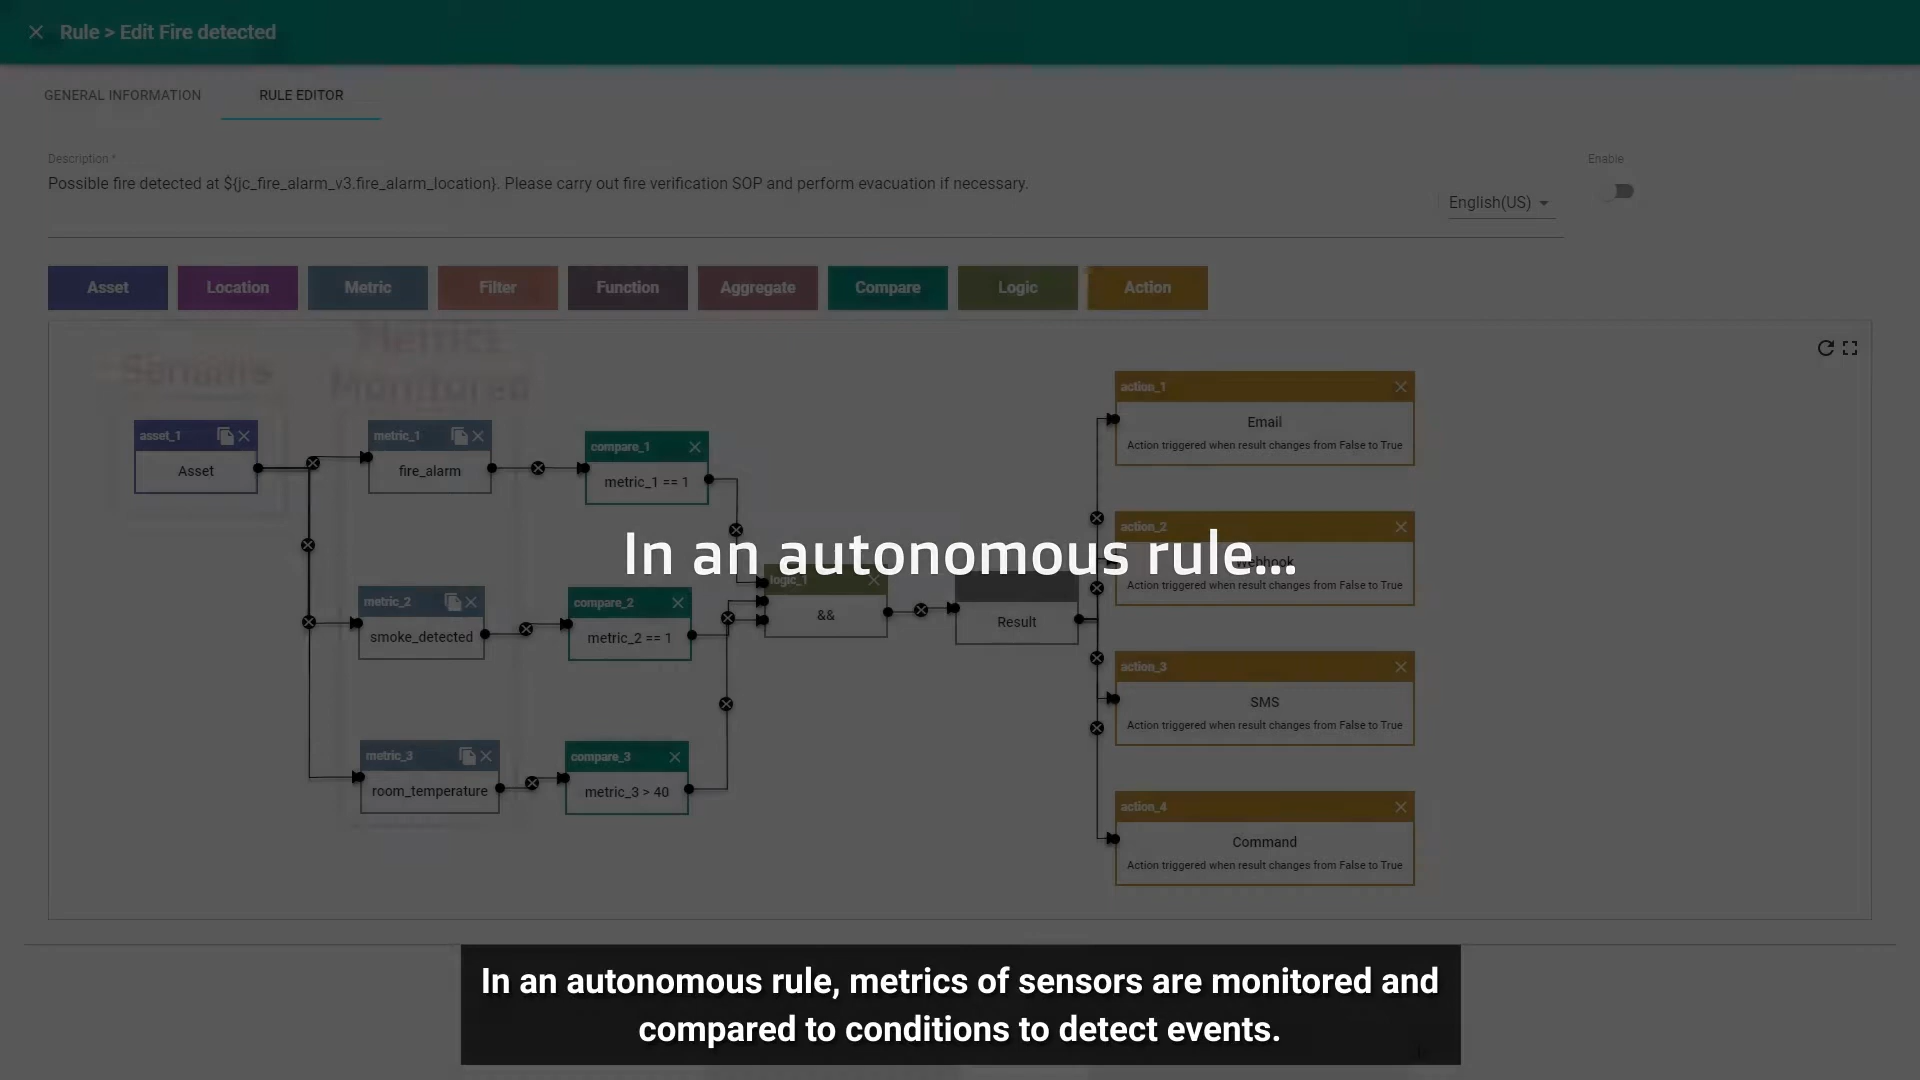 Rule > Edit Fire detected
GENERAL INFORMATION
RULE EDITOR
Description *
Enable
Possible fire detected at ${jc_fire_alarm_v3.fire_alarm_location}. Please carry out fire verification SOP and perform evacuation if necessary.
English(US)
Asset
Location
Metric
Filter
Function
Aggregate
Compare
Logic
Action
Metrics
Monitored
asset_1
Asset
metric_1
fire_alarm
compare_1
metric_1 == 1
metric_2
smoke_detected
compare_2
metric_2 == 1
metric_3
room_temperature
compare_3
metric_3 > 40
logic_1
&&
Result
action_1
Email
Action triggered when result changes from False to True
action_2
Webhook
Action triggered when result changes from False to True
action_3
SMS
Action triggered when result changes from False to True
action_4
Command
Action triggered when result changes from False to True
In an autonomous rule...
In an autonomous rule, metrics of sensors are monitored and
compared to conditions to detect events.